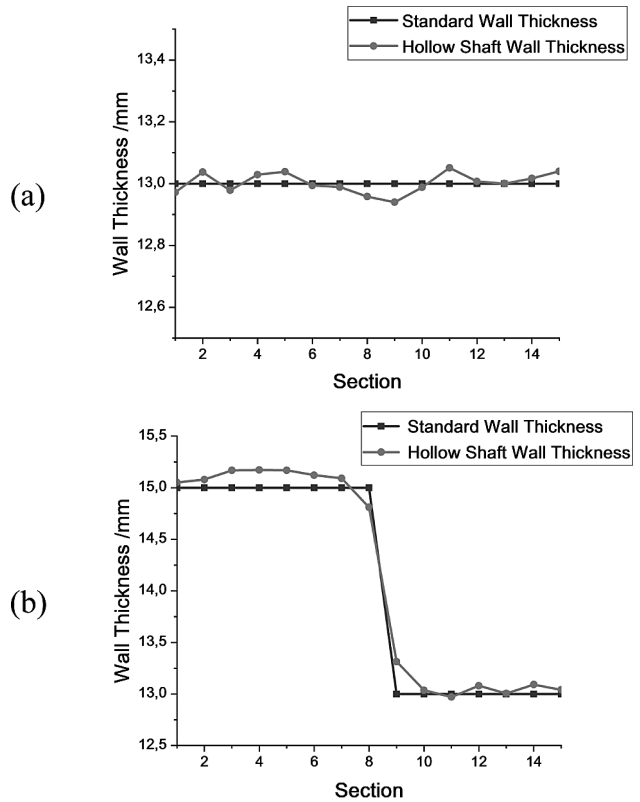 Standard Wall Thickness
Hollow Shaft Wall Thickness
13,4
13,2
13,0
12,8
12,6
Wall Thickness /mm
(a)
2 4 6 8 10 12 14
Section
Standard Wall Thickness
Hollow Shaft Wall Thickness
15,5
15,0
14,5
14,0
13,5
13,0
12,5
Wall Thickness /mm
(b)
2 4 6 8 10 12 14
Section